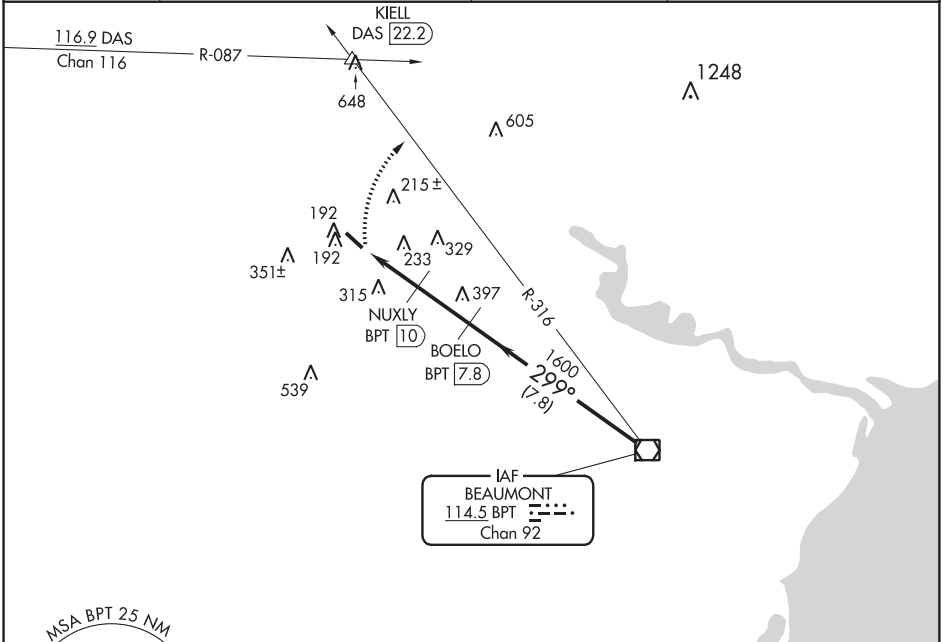 KIELL
DAS 22.2
116.9 DAS
Chan 116
R-087
648
1248
605
215±
192
192
351±
233
329
315
397
NUXLY
BPT 10
BOELO
BPT 7.8
R-316
1600
299°
(7.8)
539
IAF
BEAUMONT
114.5 BPT
Chan 92
MSA BPT 25 NM